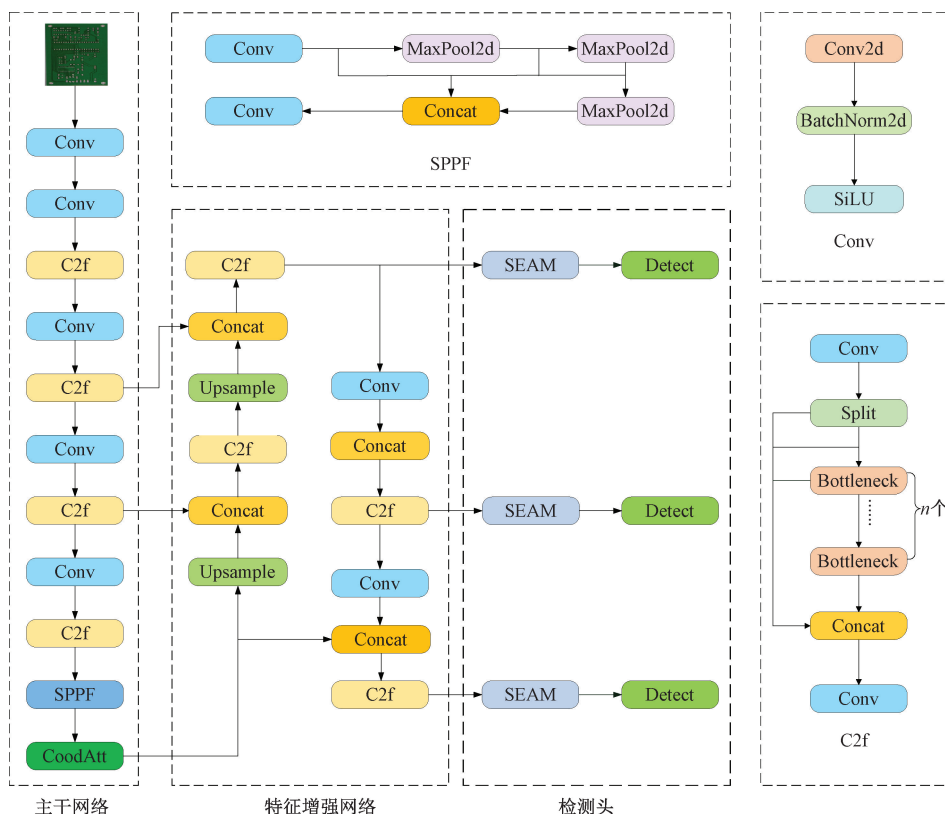 Conv
Conv
C2f
Conv
C2f
Conv
C2f
Conv
C2f
SPPF
CoodAtt
主干网络
Conv
MaxPool2d
MaxPool2d
Conv
Concat
MaxPool2d
SPPF
C2f
Concat
Upsample
C2f
Concat
Upsample
Conv
Concat
C2f
Conv
Concat
C2f
特征增强网络
SEAM
Detect
SEAM
Detect
SEAM
Detect
检测头
Conv2d
BatchNorm2d
SiLU
Conv
Conv
Split
Bottleneck
n个
Bottleneck
Concat
Conv
C2f